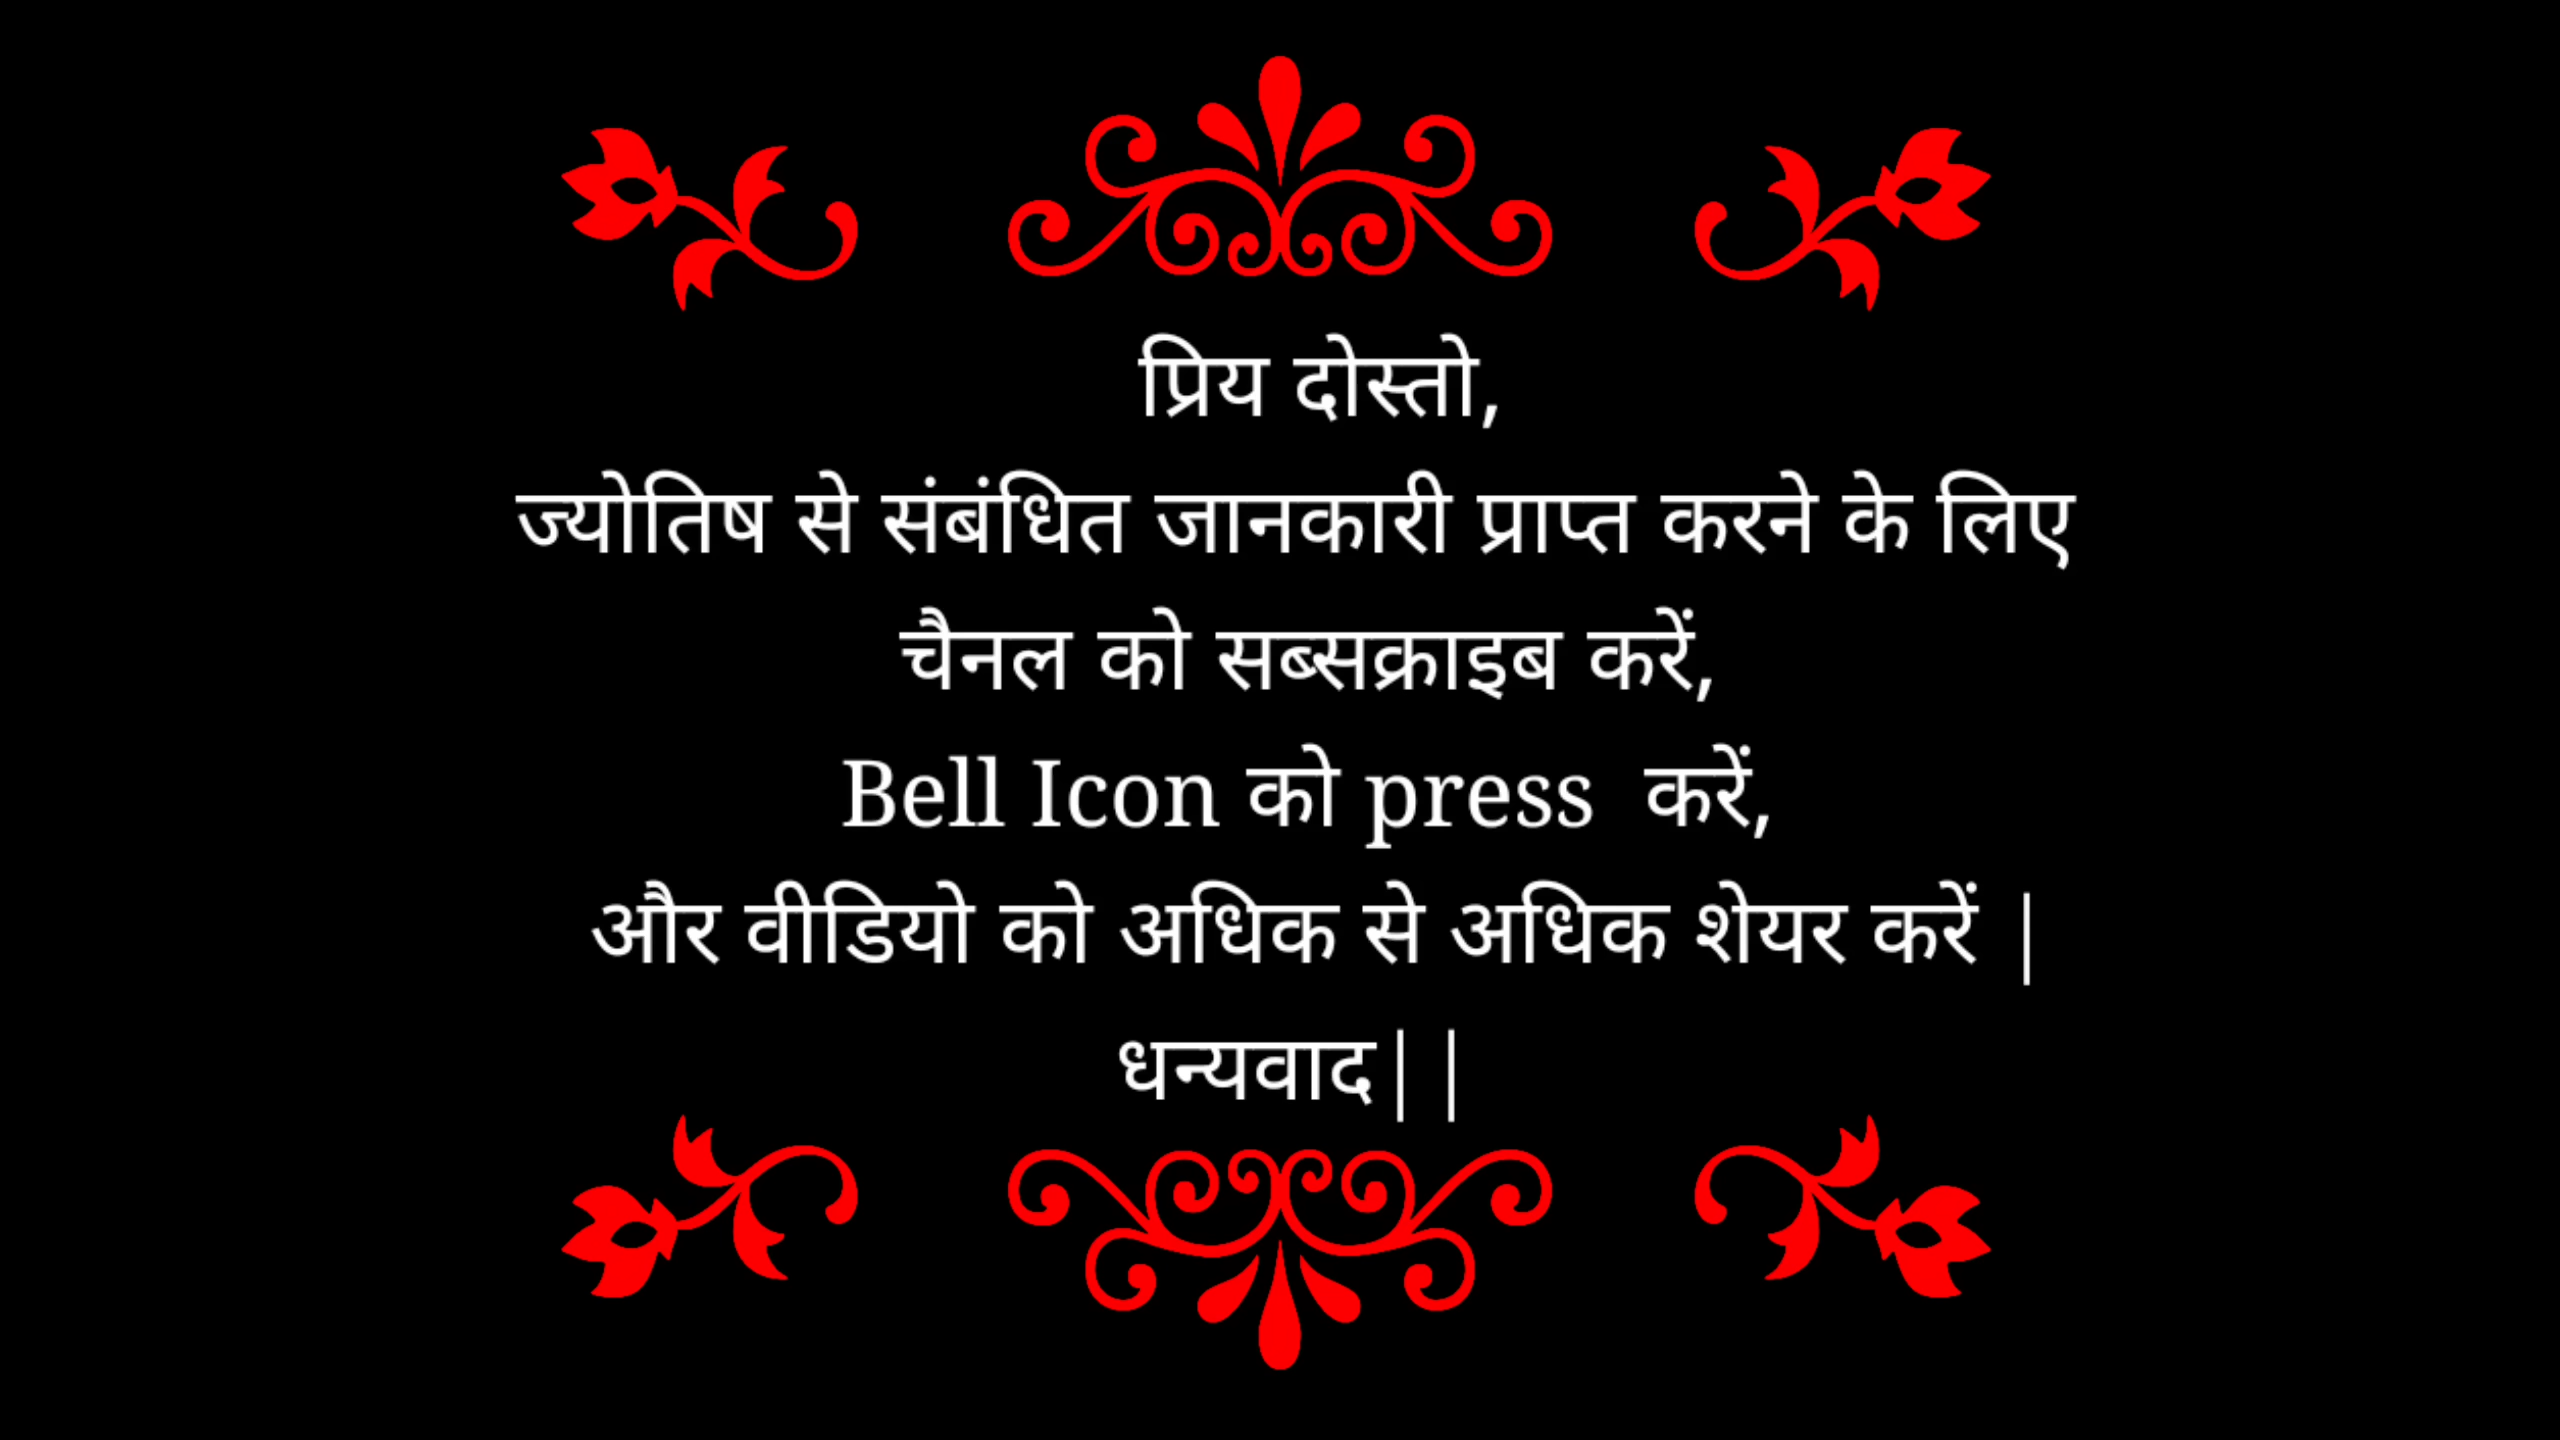 प्रिय दोस्तो,
ज्योतिष से संबंधित जानकारी प्राप्त करने के लिए
चैनल को सब्सक्राइब करें,
Bell Icon को press  करें,
और वीडियो को अधिक से अधिक शेयर करें |
धन्यवाद||